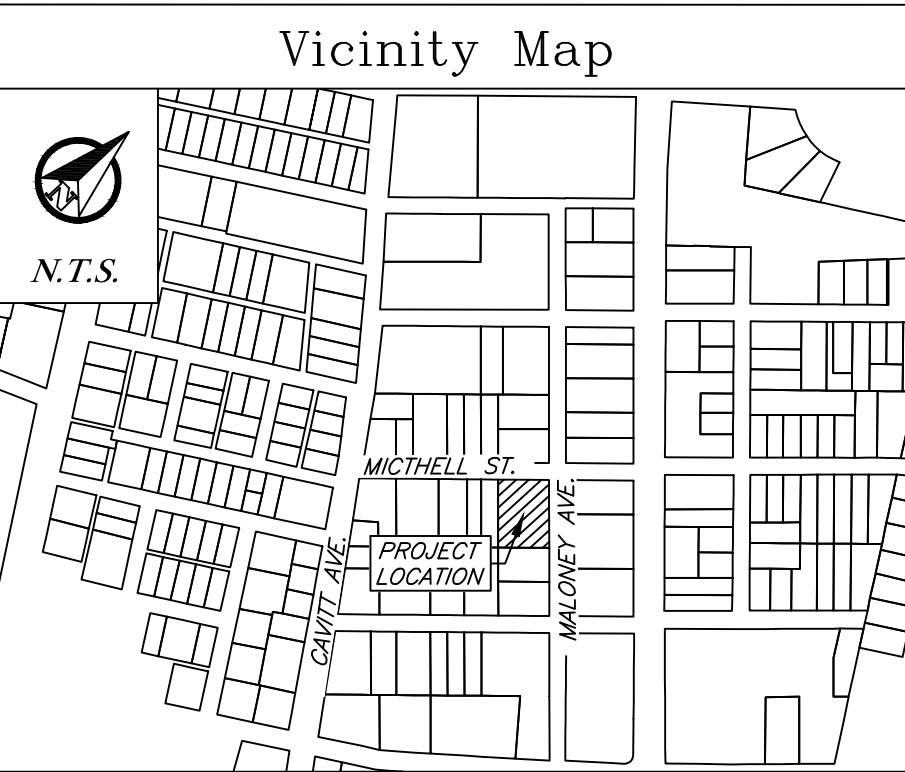 Vicinity Map
N
N.T.S.
MICTHELL ST.
PROJECT
LOCATION
CAVITT AVE.
MALONEY AVE.